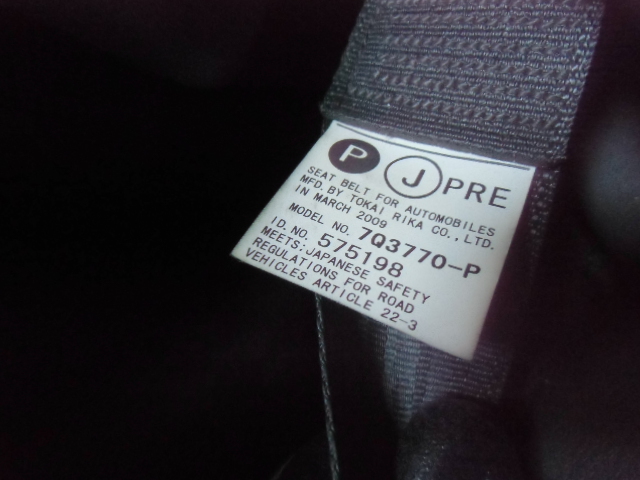 P J PRE
SEAT BELT FOR AUTOMOBILES
MFD. BY TOKAI RIKA CO., LTD.
IN MARCH 2009
MODEL NO. 7Q3770-P
ID. NO. 575198
MEETS: JAPANESE SAFETY
REGULATIONS FOR ROAD
VEHICLES ARTICLE 22-3